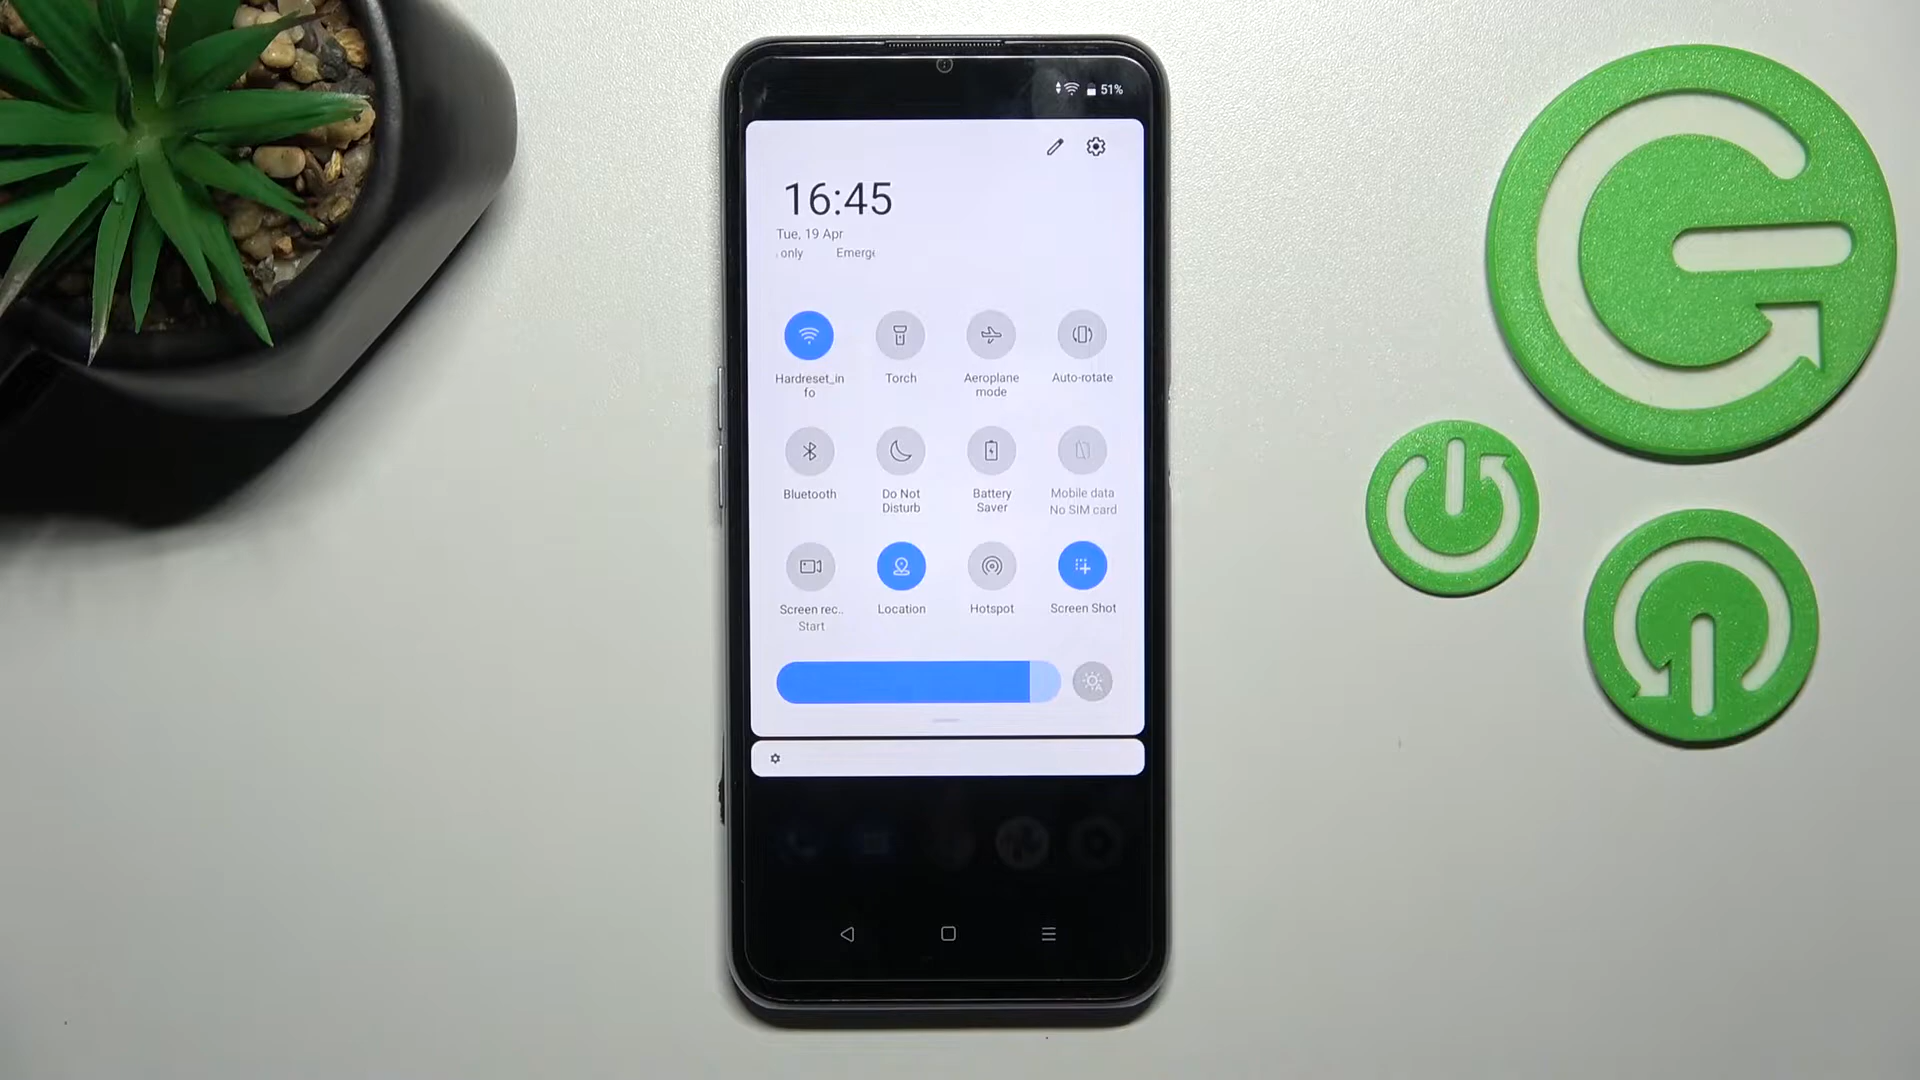 51%
16:45
Tue, 19 Apr
only Emerge
Hardreset_in
fo
Torch
Aeroplane
mode
Auto-rotate
Bluetooth
Do Not
Disturb
Battery
Saver
Mobile data
No SIM card
Screen rec..
Start
Location
Hotspot
Screen Shot